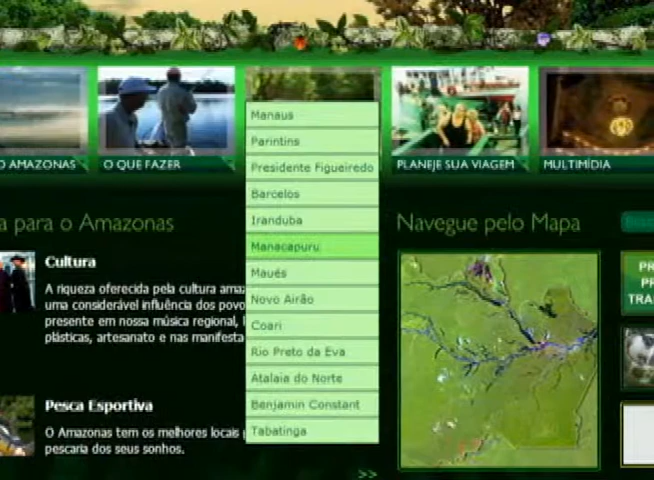 O AMAZONAS
O QUE FAZER
PLANEJE SUA VIAGEM
MULTIMÍDIA
Manaus
Parintins
Presidente Figueiredo
Barcelos
Iranduba
Manacapuru
Maués
Novo Airão
Coari
Rio Preto da Eva
Atalaia do Norte
Benjamin Constant
Tabatinga
a para o Amazonas
Cultura
A riqueza oferecida pela cultura
uma considerável influência dos povo
presente em nossa música regional,
plásticas, artesanato e nas manifesta
Pesca Esportiva
O Amazonas tem os melhores locais
pescaria dos seus sonhos.
>>
Navegue pelo Mapa